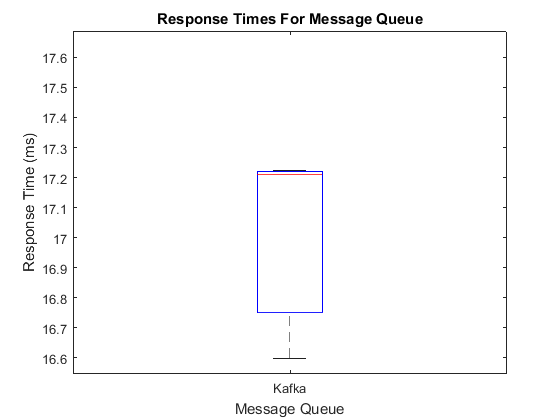 Response Times For Message Queue
Response Time (ms)
17.6
17.5
17.4
17.3
17.2
17.1
17
16.9
16.8
16.7
16.6
Kafka
Message Queue